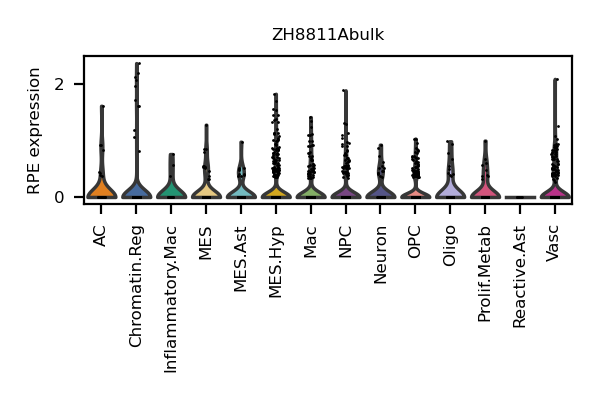 ZH8811Abulk
RPE expression
2
0
AC
Chromatin.Reg
Inflammatory.Mac
MES
MES.Ast
MES.Hyp
Mac
NPC
Neuron
OPC
Oligo
Prolif.Metab
Reactive.Ast
Vasc